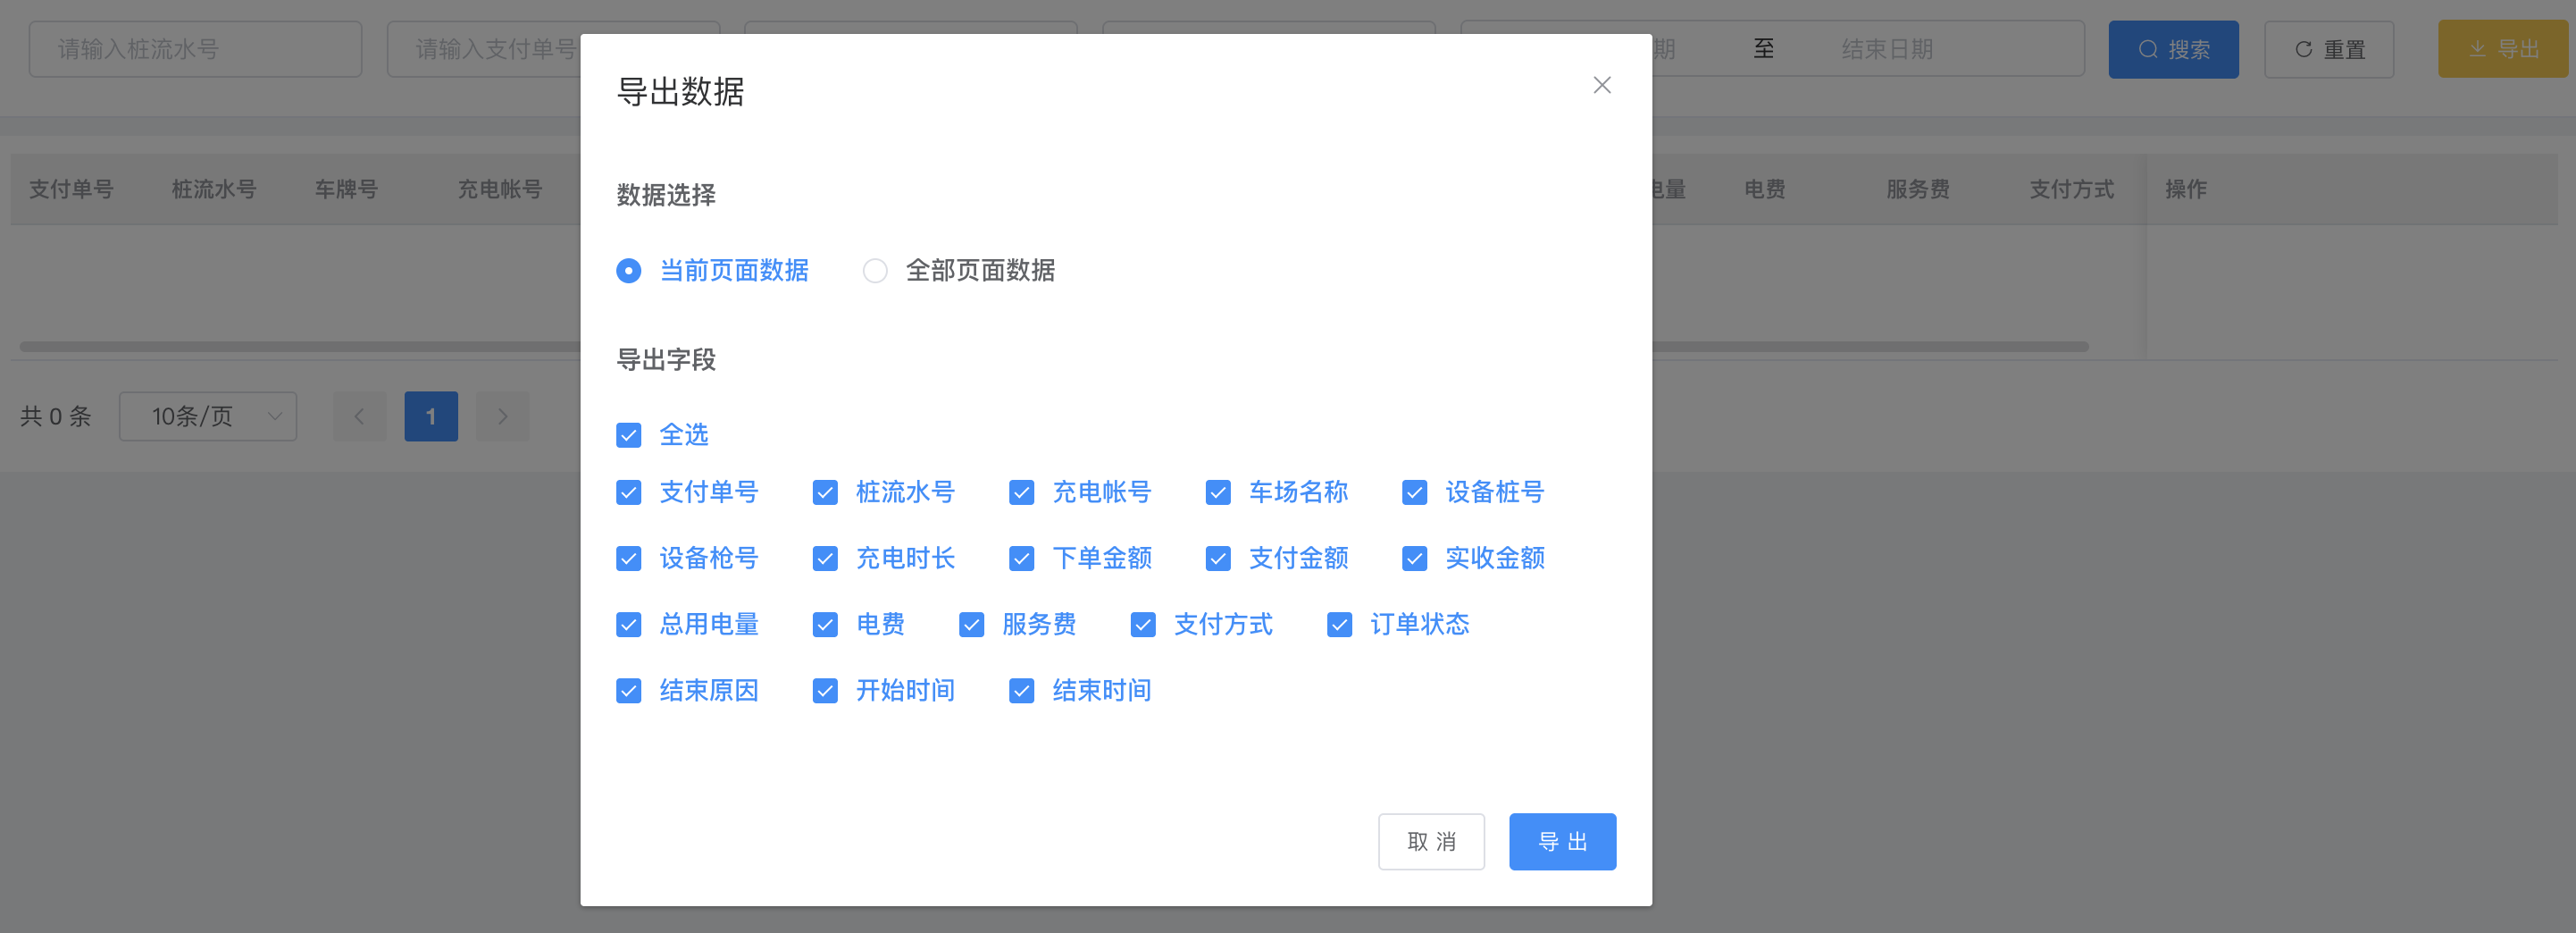 请输入桩流水号 请输入支付单号 期 至 结束日期 搜索 重置 导出
导出数据
支付单号 桩流水号 车牌号 充电帐号 电量 电费 服务费 支付方式 操作
数据选择
当前页面数据 全部页面数据
导出字段
共 0 条 10条/页 1
全选
支付单号 桩流水号 充电帐号 车场名称 设备桩号
设备枪号 充电时长 下单金额 支付金额 实收金额
总用电量 电费 服务费 支付方式 订单状态
结束原因 开始时间 结束时间
取 消 导 出